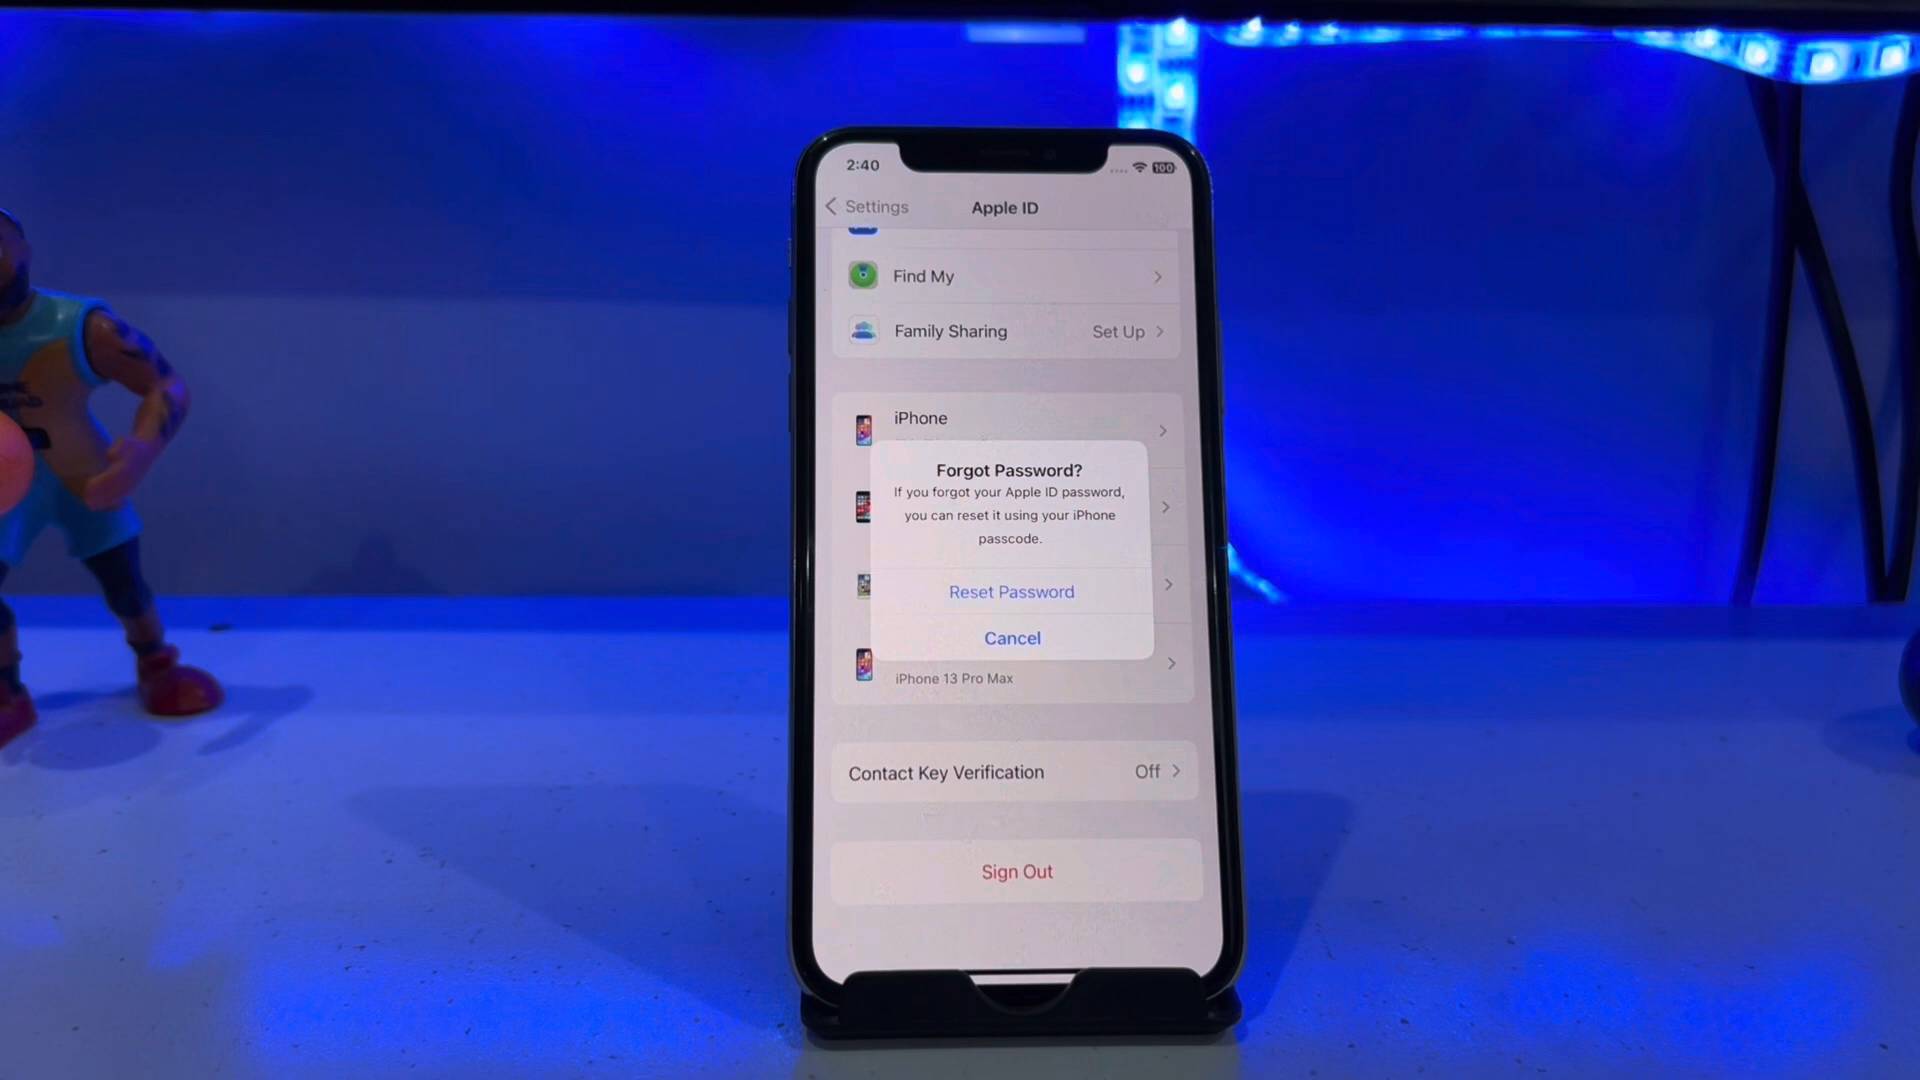 2:40
100
Settings
Apple ID
Find My
Family Sharing
Set Up
iPhone
Forgot Password?
If you forgot your Apple ID password,
you can reset it using your iPhone
passcode.
Reset Password
Cancel
iPhone 13 Pro Max
Contact Key Verification
Off
Sign Out